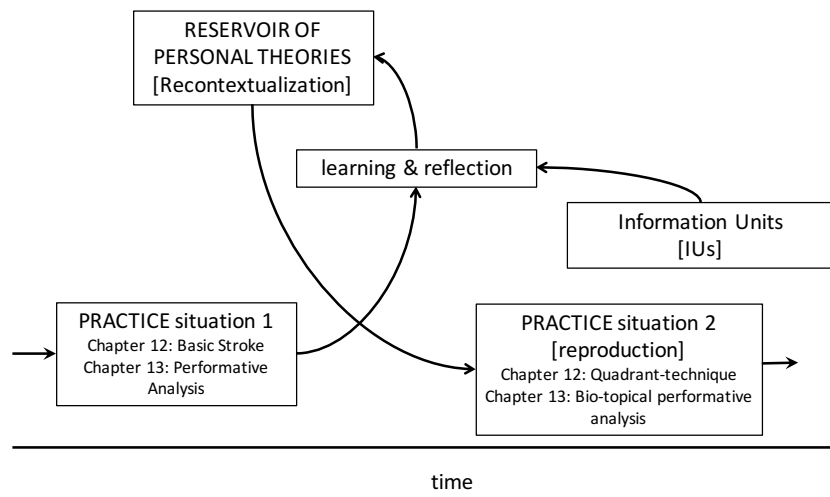 RESERVOIR OF
PERSONAL THEORIES
[Recontextualization]
learning & reflection
Information Units
[IUs]
PRACTICE situation 1
Chapter 12: Basic Stroke
Chapter 13: Performative
Analysis
PRACTICE situation 2
[reproduction]
Chapter 12: Quadrant-technique
Chapter 13: Bio-topical performative
analysis
time